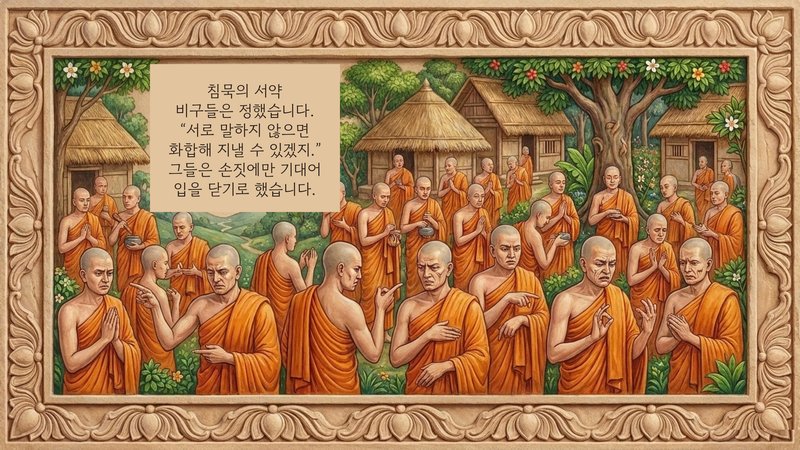 침묵의 서약
비구들은 정했습니다.
“서로 말하지 않으면
화합해 지낼 수 있겠지.”
그들은 손짓에만 기대어
입을 닫기로 했습니다.